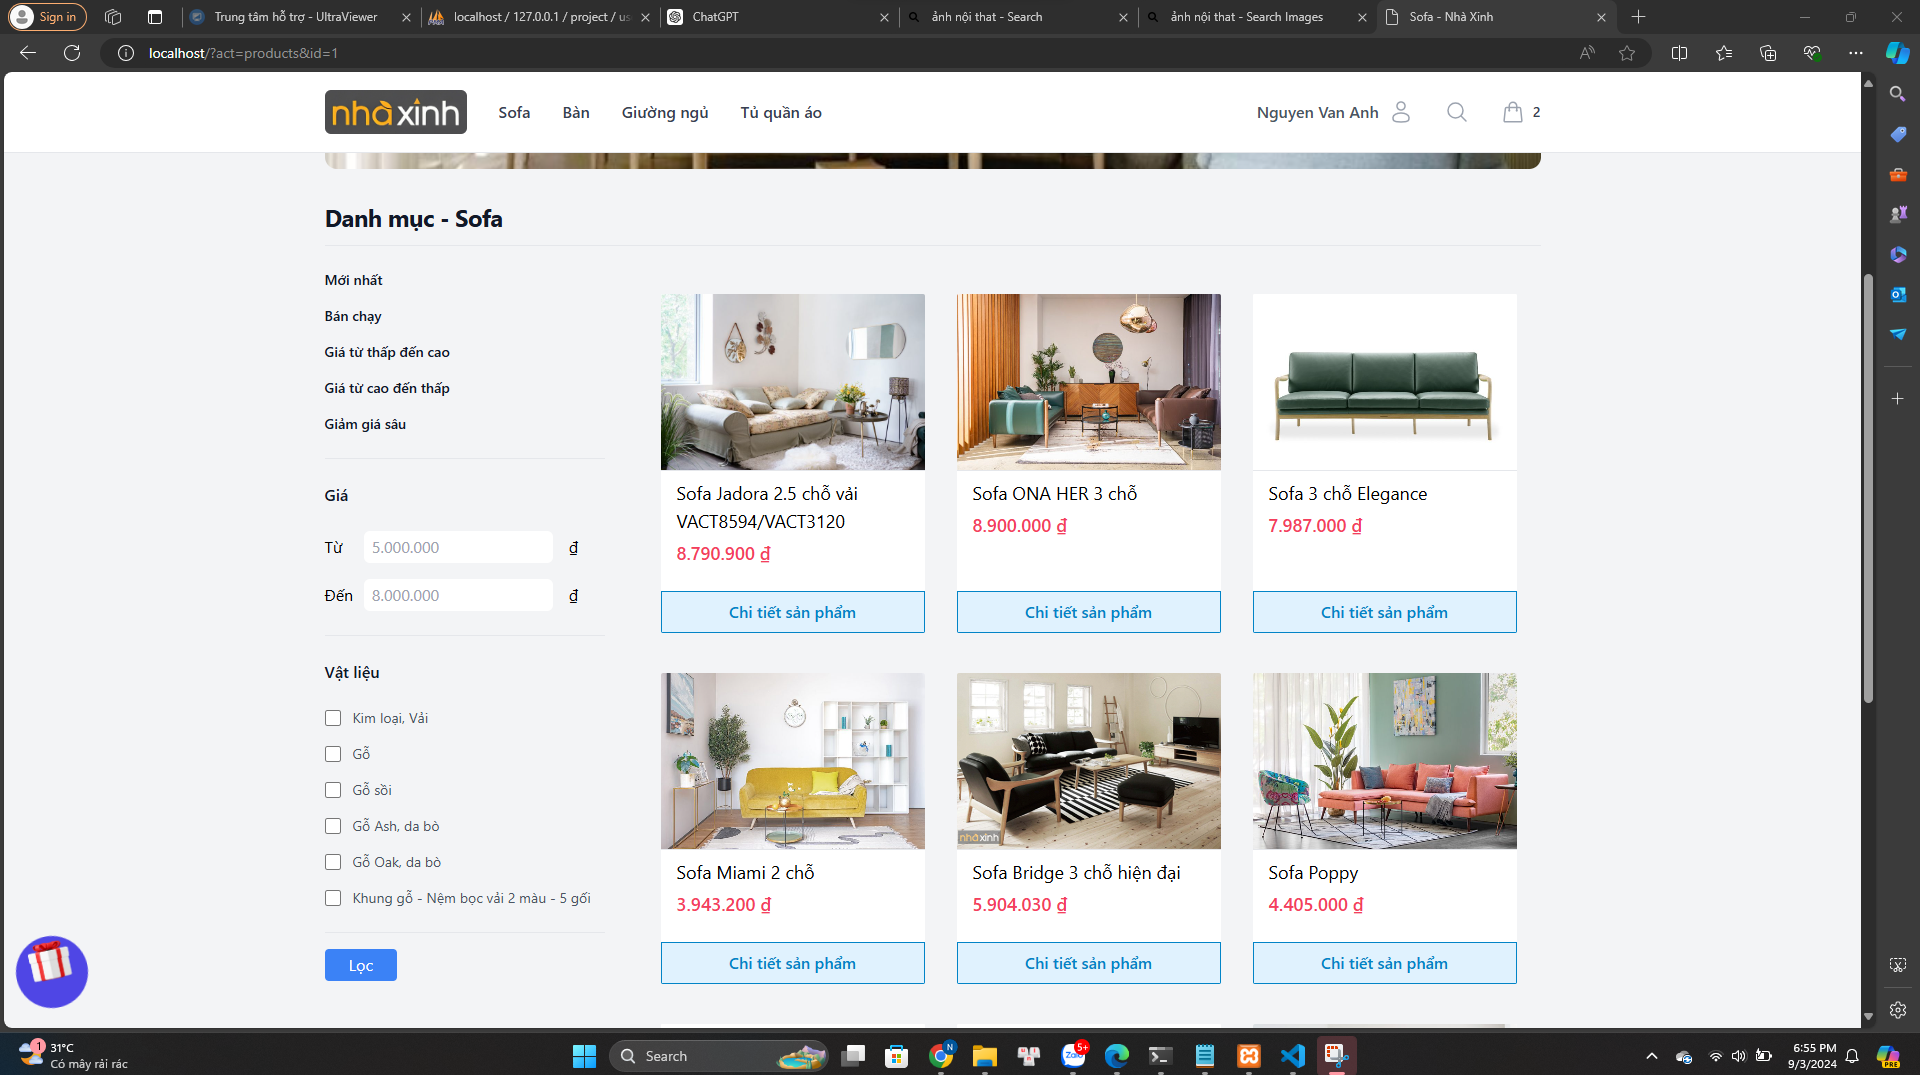 Sign in
Trung tâm hỗ trợ - UltraViewer
localhost / 127.0.0.1 / project / us
ChatGPT
ảnh nội that - Search
ảnh nội that - Search Images
Sofa - Nhà Xinh
localhost/?act=products&id=1
nhàxinh
Sofa
Bàn
Giường ngủ
Tủ quần áo
Nguyen Van Anh
2
Danh mục - Sofa
Mới nhất
Bán chạy
Giá từ thấp đến cao
Giá từ cao đến thấp
Giảm giá sâu
Giá
Từ 5.000.000 ₫
Đến 8.000.000 ₫
Vật liệu
Kim loại, Vải
Gỗ
Gỗ sồi
Gỗ Ash, da bò
Gỗ Oak, da bò
Khung gỗ - Nệm bọc vải 2 màu - 5 gối
Lọc
Sofa Jadora 2.5 chỗ vải
VACT8594/VACT3120
8.790.900 ₫
Chi tiết sản phẩm
Sofa ONA HER 3 chỗ
8.900.000 ₫
Chi tiết sản phẩm
Sofa 3 chỗ Elegance
7.987.000 ₫
Chi tiết sản phẩm
Sofa Miami 2 chỗ
3.943.200 ₫
Chi tiết sản phẩm
nhàxinh
Sofa Bridge 3 chỗ hiện đại
5.904.030 ₫
Chi tiết sản phẩm
Sofa Poppy
4.405.000 ₫
Chi tiết sản phẩm
1
31°C
Có mây rải rác
Search
N
Zalo
5+
6:55 PM
9/3/2024
PRE